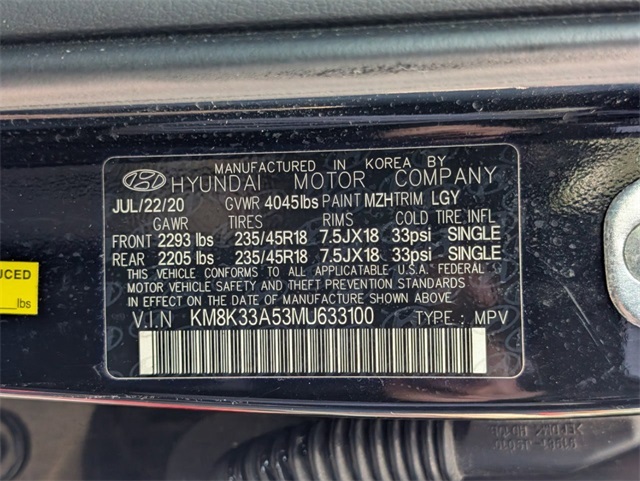 MANUFACTURED IN KOREA BY
HYUNDAI MOTOR COMPANY
JUL/22/20 GVWR 4045lbs PAINT MZH TRIM LGY
GAWR TIRES RIMS COLD TIRE INFL
FRONT 2293 lbs 235/45R18 7.5JX18 33psi SINGLE
REAR 2205 lbs 235/45R18 7.5JX18 33psi SINGLE
THIS VEHICLE CONFORMS TO ALL APPLICATABLE U.S.A. FEDERAL
MOTOR VEHICLE SAFETY AND THEFT PREVENTION STANDARDS
IN EFFECT ON THE DATE OF MANUFACTURE SHOWN ABOVE.
V.I.N KM8K33A53MU633100 TYPE : MPV
UCED
lbs